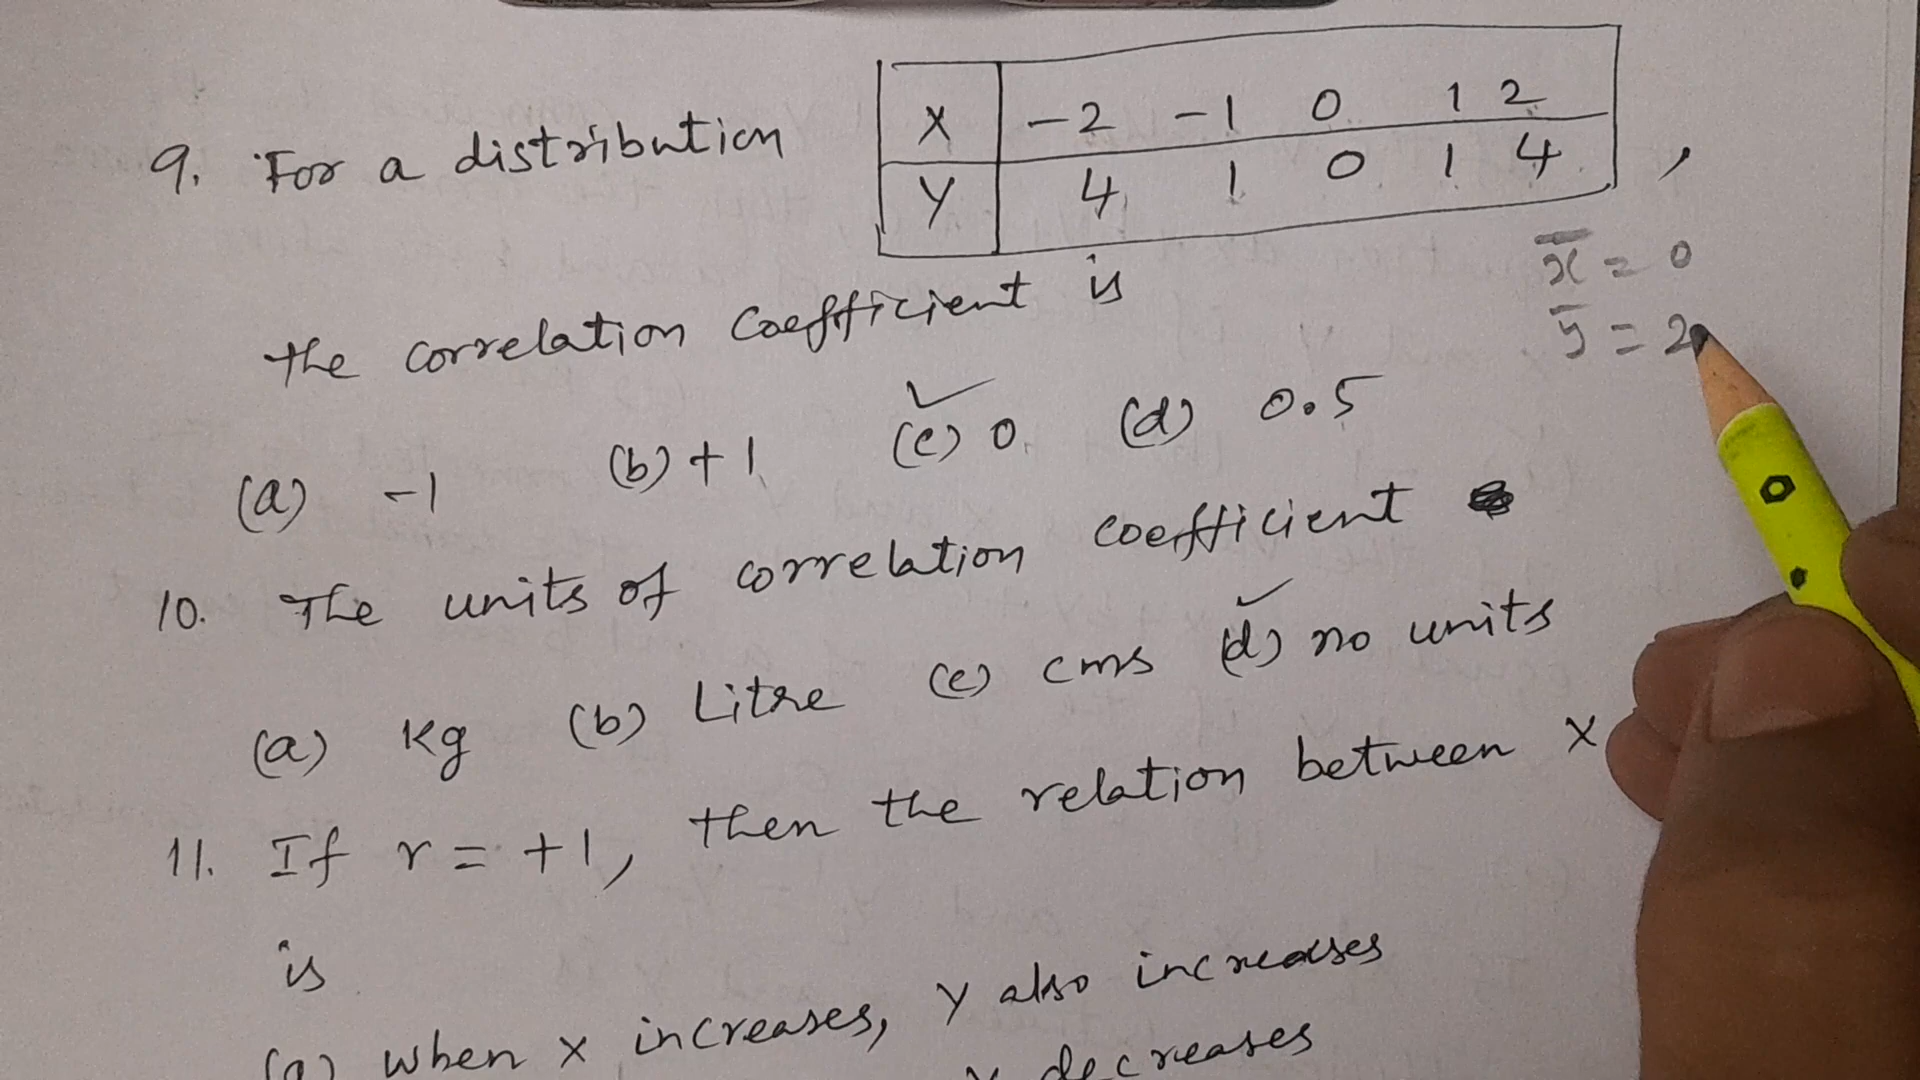 9. For a distribution
X -2 -1 0 1 2
Y 4 1 0 1 4 ,
x̄ = 0
ȳ = 2
the correlation coefficient is
(a) -1 (b) +1 (c) 0 (d) 0.5
10. The units of correlation coefficient
(a) Kg (b) Litre (c) cms (d) no units
11. If r = +1, then the relation between X
is
(a) when x increases, y also increases
decreases